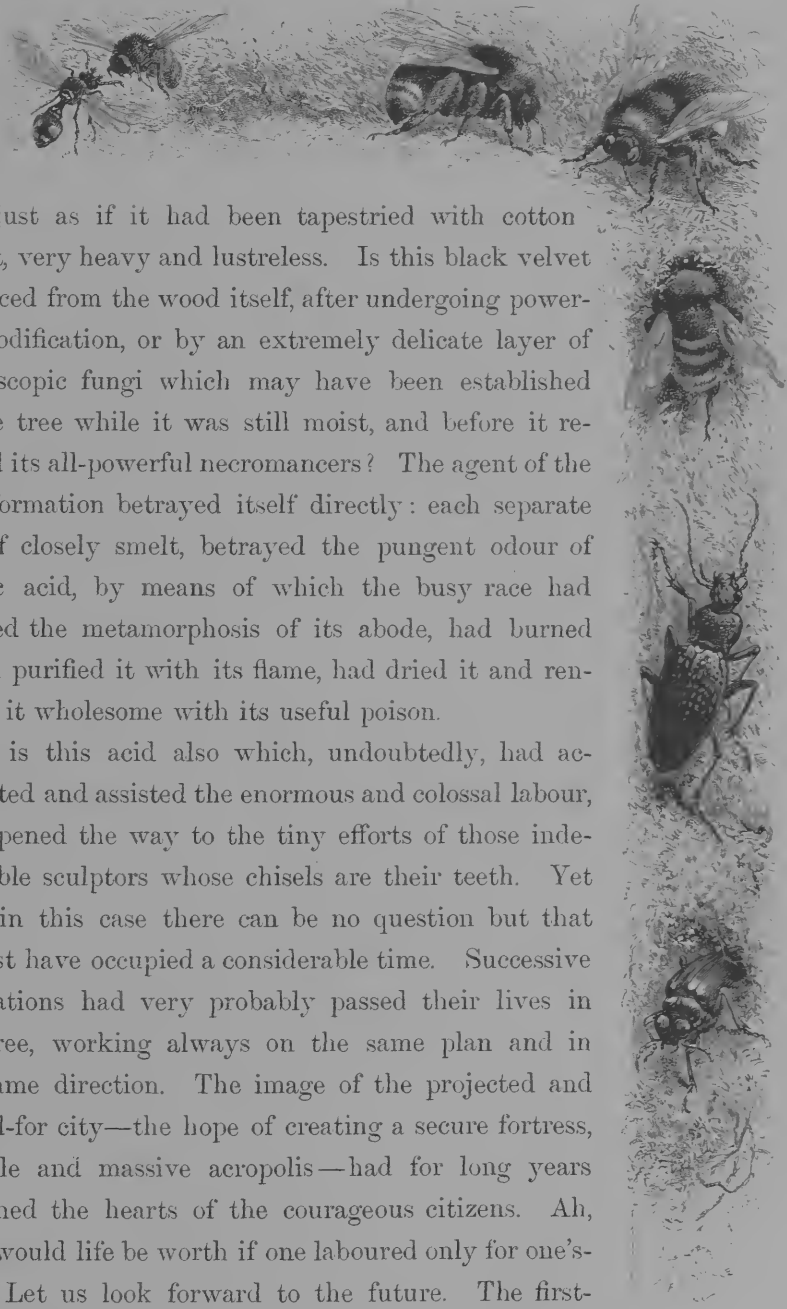 ust as if it had been tapestried with cotton
, very heavy and lustreless. Is this black velvet
ced from the wood itself, after undergoing power-
odification, or by an extremely delicate layer of
scopic fungi which may have been established
e tree while it was still moist, and before it re-
l its all-powerful necromancers? The agent of the
ormation betrayed itself directly: each separate
f closely smelt, betrayed the pungent odour of
c acid, by means of which the busy race had
ed the metamorphosis of its abode, had burned
purified it with its flame, had dried it and ren-
it wholesome with its useful poison.
is this acid also which, undoubtedly, had ac-
ted and assisted the enormous and colossal labour,
pened the way to the tiny efforts of those inde-
ble sculptors whose chisels are their teeth. Yet
in this case there can be no question but that
st have occupied a considerable time. Successive
ations had very probably passed their lives in
ree, working always on the same plan and in
ame direction. The image of the projected and
l-for city—the hope of creating a secure fortress,
le and massive acropolis—had for long years
ned the hearts of the courageous citizens. Ah,
would life be worth if one laboured only for one's-
Let us look forward to the future. The first-